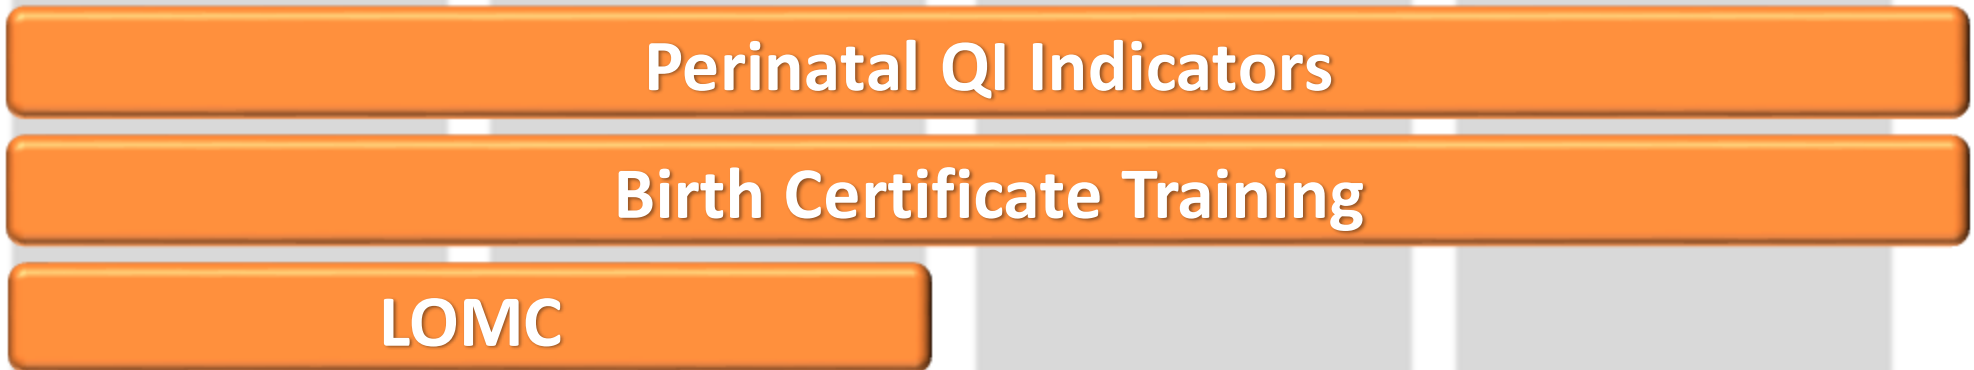 Perinatal QI Indicators
Birth Certificate Training
LOMC